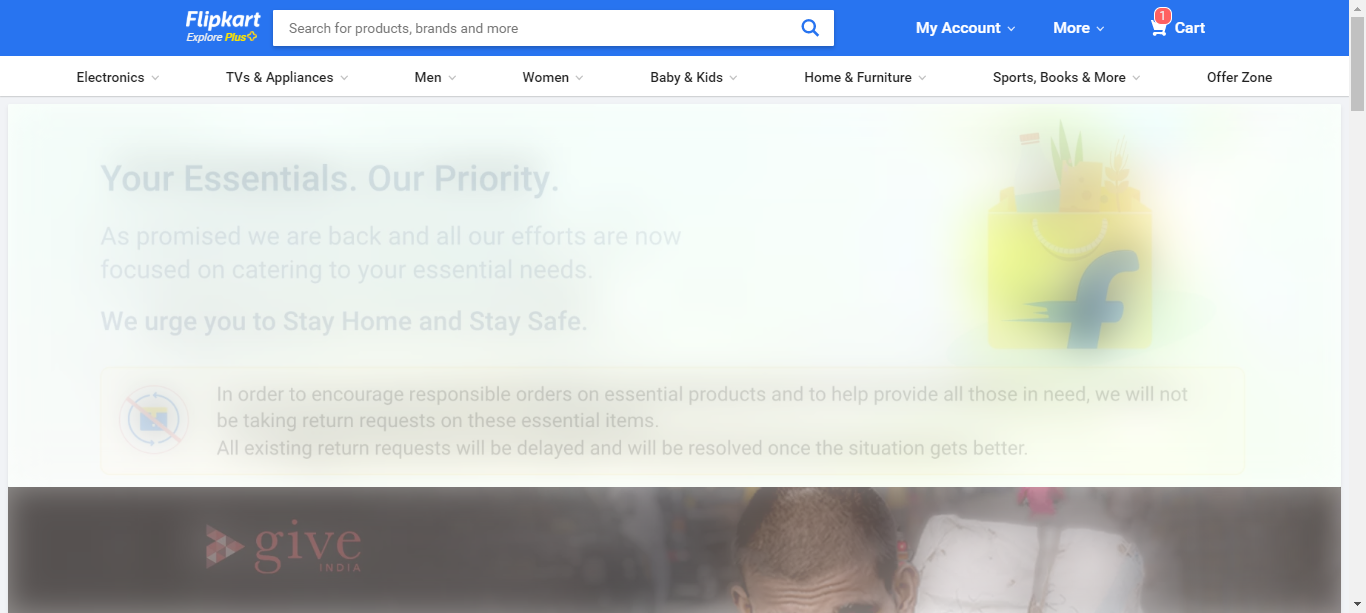 Flipkart
Explore Plus
Search for products, brands and more
My Account
More
1
Cart
Electronics
TVs & Appliances
Men
Women
Baby & Kids
Home & Furniture
Sports, Books & More
Offer Zone
Your Essentials. Our Priority.
As promised we are back and all our efforts are now
focused on catering to your essential needs.
We urge you to Stay Home and Stay Safe.
In order to encourage responsible orders on essential products and to help provide all those in need, we will not
be taking return requests on these essential items.
All existing return requests will be delayed and will be resolved once the situation gets better.
f
give
INDIA